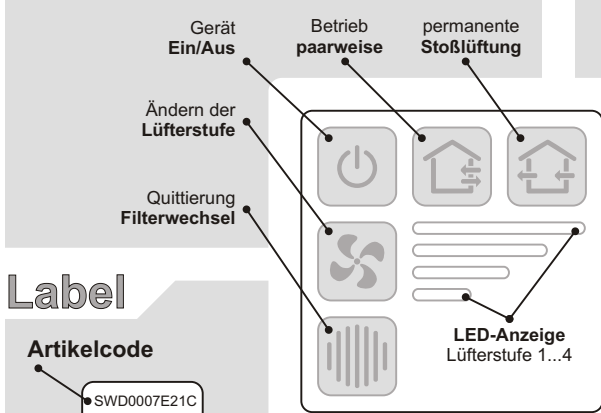 Gerät
Ein/Aus
Betrieb
paarweise
permanente
Stoßlüftung
Ändern der
Lüfterstufe
Quittierung
Filterwechsel
LED-Anzeige
Lüfterstufe 1...4
Label
Artikelcode
SWD0007E21C